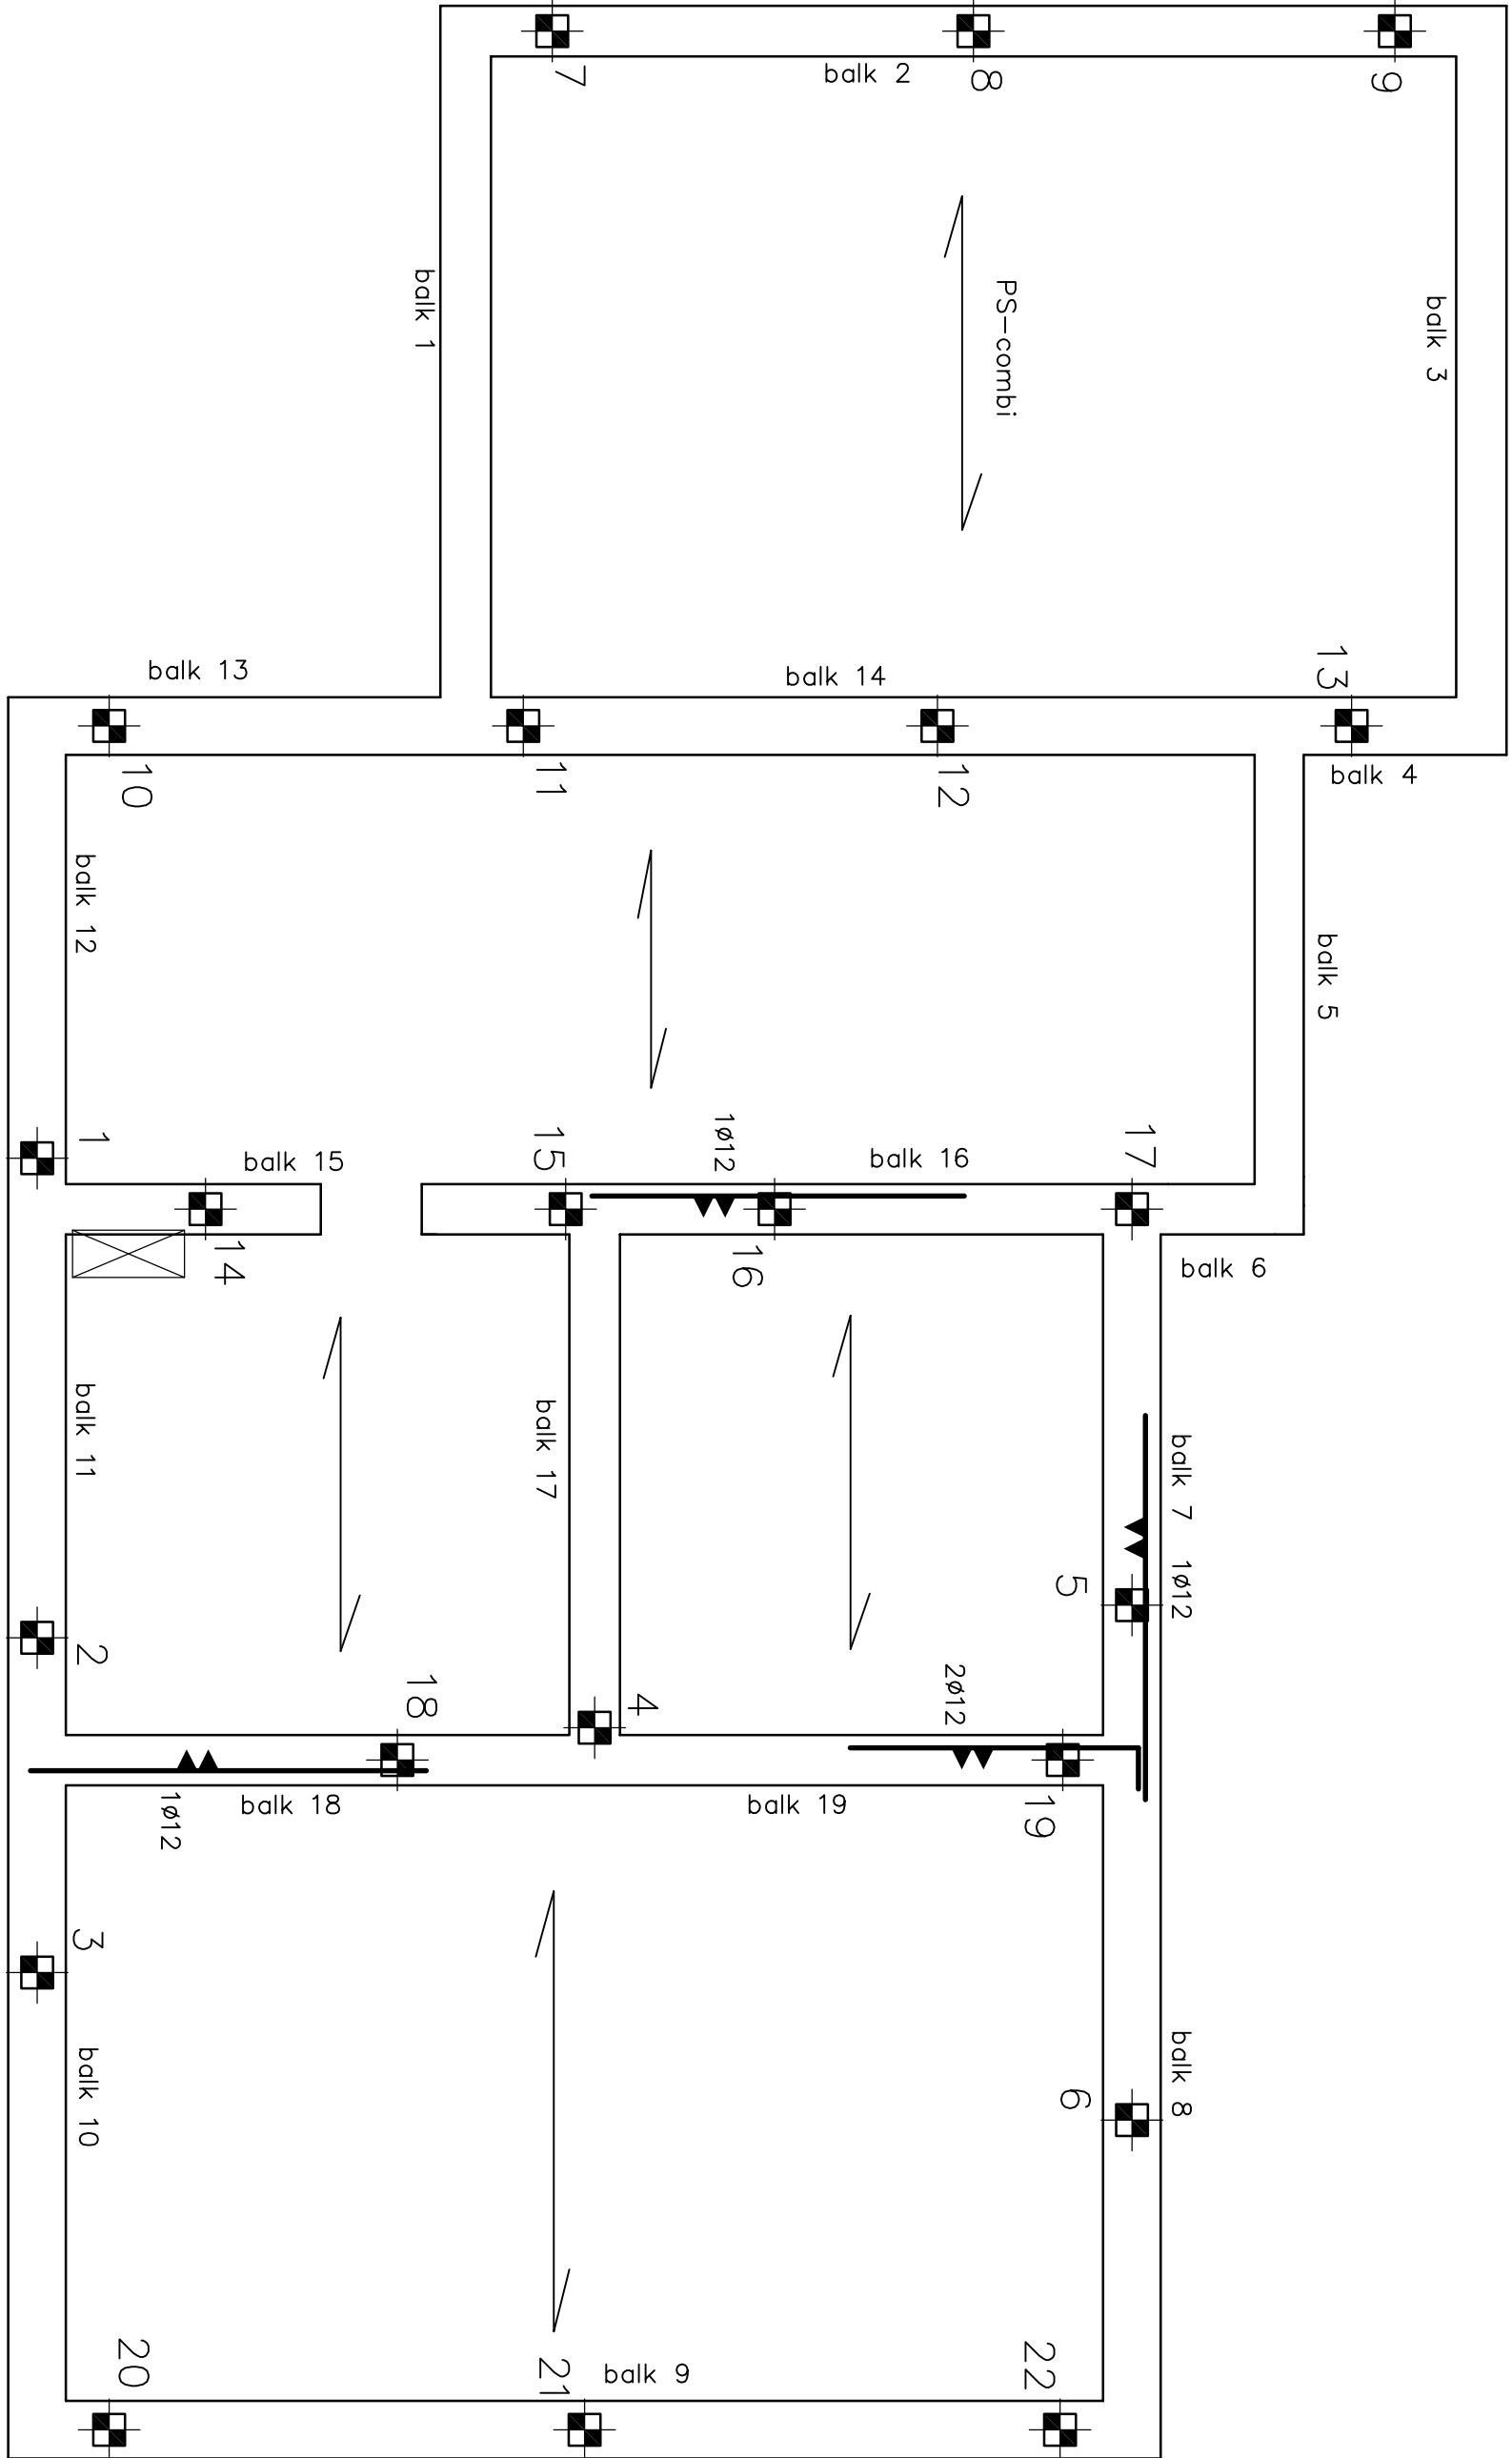 7
balk 2
8
9
balk 1
PS-combi
balk 3
balk 13
balk 14
13
10
11
12
balk 4
balk 12
balk 5
1
balk 15
15
1ø12
balk 16
17
14
16
balk 6
balk 11
balk 17
balk 7 1ø12
5
2
18
4
2ø12
1ø12
balk 18
balk 19
19
3
balk 10
6
balk 8
20
21
balk 9
22